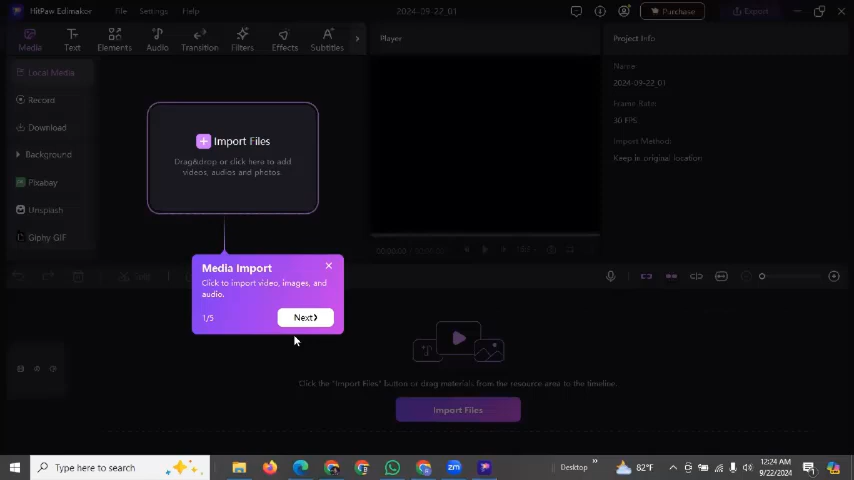 HitPaw Edimakor File Settings Help 2024-09-22_01 Purchase Export
Media Text Elements Audio Transition Filters Effects Subtitles
Player
Project Info
Local Media
Record
Download
Background
Pixabay
Unsplash
Giphy GIF
Import Files
Drag&drop or click here to add
videos, audios and photos.
Name
2024-09-22_01
Frame Rate:
30 FPS
Import Method:
Keep in original location
Media Import
Click to import video, images, and
audio.
1/5
Next
Click the "Import Files" button or drag materials from the resource area to the timeline.
Import Files
Type here to search
Desktop
82°F
12:24 AM
9/22/2024